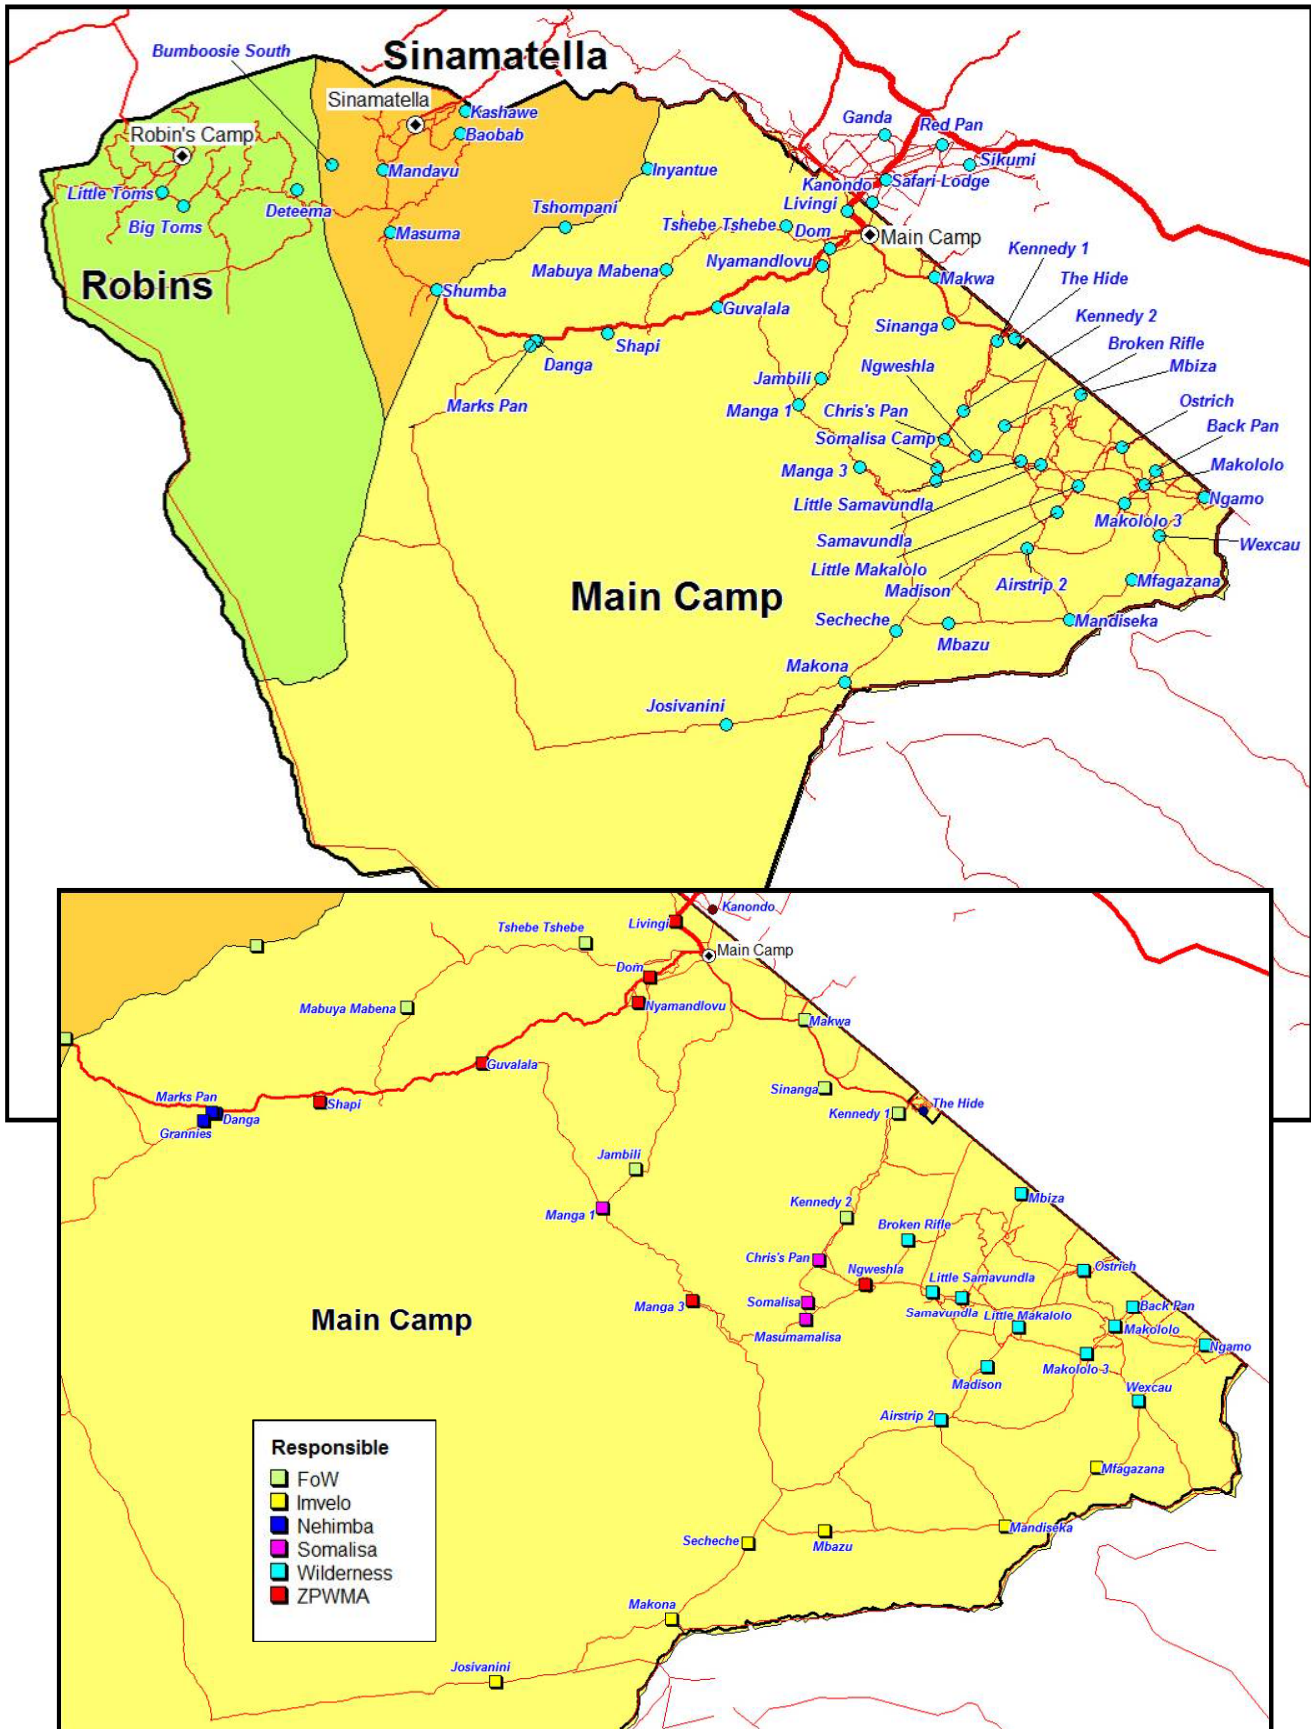 Sinamatella
Bumboosie South
Sinamatella
Kashawe
Baobab
Robin's Camp
Ganda
Red Pan
Sikumi
Mandavu
Inyantue
Kanondo
Safari Lodge
Little Toms
Deteema
Livingi
Big Toms
Tshompani
Masuma
Tshebe Tshebe
Dom
Main Camp
Kennedy 1
Robins
Mabuya Mabena
Nyamandlovu
Makwa
The Hide
Shumba
Guvalala
Sinanga
Kennedy 2
Shapi
Broken Rifle
Danga
Ngweshla
Mbiza
Jambili
Marks Pan
Manga 1
Chris's Pan
Ostrich
Somalisa Camp
Back Pan
Manga 3
Makololo
Little Samavundla
Ngamo
Makololo 3
Samavundla
Wexcau
Little Makalolo
Main Camp
Madison
Airstrip 2
Mfagazana
Secheche
Mbazu
Mandiseka
Makona
Josivanini
Kanondo
Livingi
Tshebe Tshebe
Main Camp
Dom
Mabuya Mabena
Nyamandlovu
Makwa
Guvalala
Sinanga
Marks Pan
Shapi
The Hide
Danga
Kennedy 1
Grannies
Jambili
Mbiza
Kennedy 2
Manga 1
Broken Rifle
Chris's Pan
Ngweshla
Ostrich
Little Samavundla
Manga 3
Somalisa
Back Pan
Samavundla
Little Makalolo
Main Camp
Makololo
Masumamalisa
Ngamo
Makololo 3
Madison
Wexcau
Airstrip 2
Responsible
FoW
Mfagazana
Imvelo
Nehimba
Mandiseka
Secheche
Mbazu
Somalisa
Wilderness
ZPWMA
Makona
Josivanini